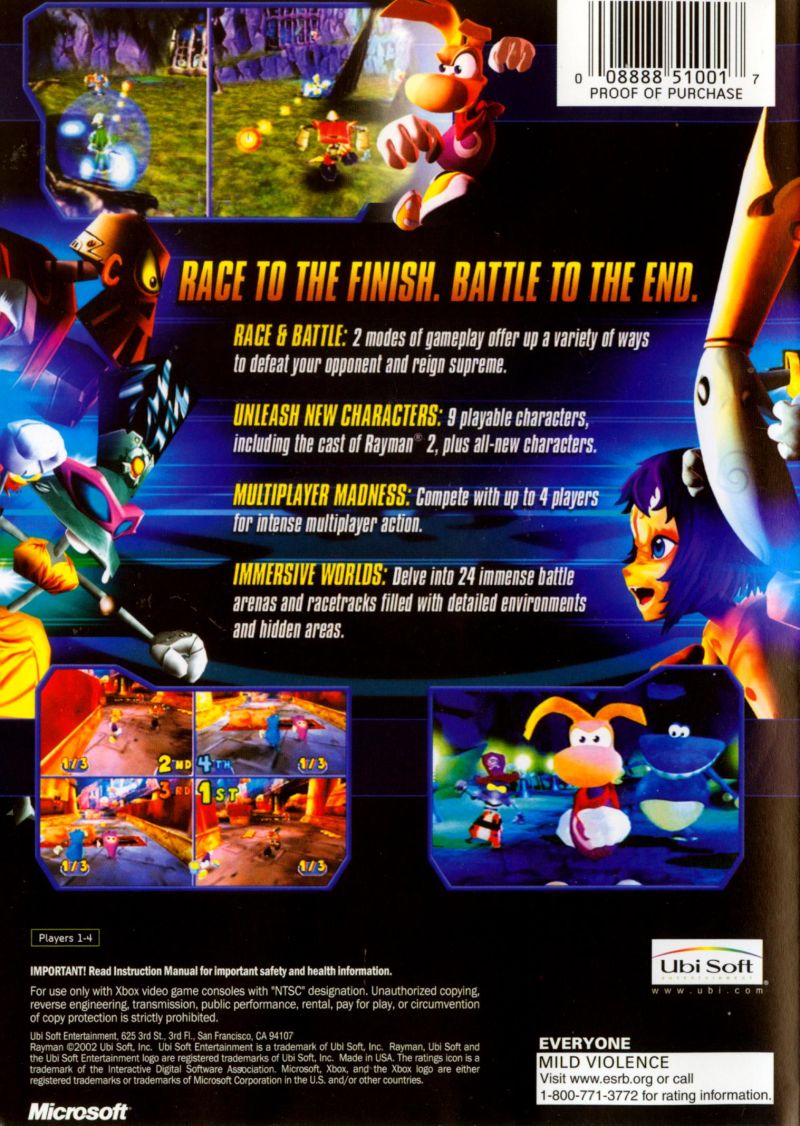 0 08888 51001 7
PROOF OF PURCHASE
RACE TO THE FINISH. BATTLE TO THE END.
RACE & BATTLE: 2 modes of gameplay offer up a variety of ways
to defeat your opponent and reign supreme.
UNLEASH NEW CHARACTERS: 9 playable characters,
including the cast of Rayman® 2, plus all-new characters.
MULTIPLAYER MADNESS: Compete with up to 4 players
for intense multiplayer action.
IMMERSIVE WORLDS: Delve into 24 immense battle
arenas and racetracks filled with detailed environments
and hidden areas.
1/3 2ND 4TH 1/3
3RD 1ST
1/3 1/3
Players 1-4
IMPORTANT! Read Instruction Manual for important safety and health information.
For use only with Xbox video game consoles with "NTSC" designation. Unauthorized copying,
reverse engineering, transmission, public performance, rental, pay for play, or circumvention
of copy protection is strictly prohibited.
Ubi Soft Entertainment, 625 3rd St., 3rd Fl., San Francisco, CA 94107
Rayman ©2002 Ubi Soft, Inc. Ubi Soft Entertainment is a trademark of Ubi Soft, Inc. Rayman, Ubi Soft and
the Ubi Soft Entertainment logo are registered trademarks of Ubi Soft, Inc. Made in USA. The ratings icon is a
trademark of the Interactive Digital Software Association. Microsoft, Xbox, and the Xbox logo are either
registered trademarks or trademarks of Microsoft Corporation in the U.S. and/or other countries.
Microsoft®
Ubi Soft®
ENTERTAINMENT
www.ubi.com
EVERYONE
MILD VIOLENCE
Visit www.esrb.org or call
1-800-771-3772 for rating information.